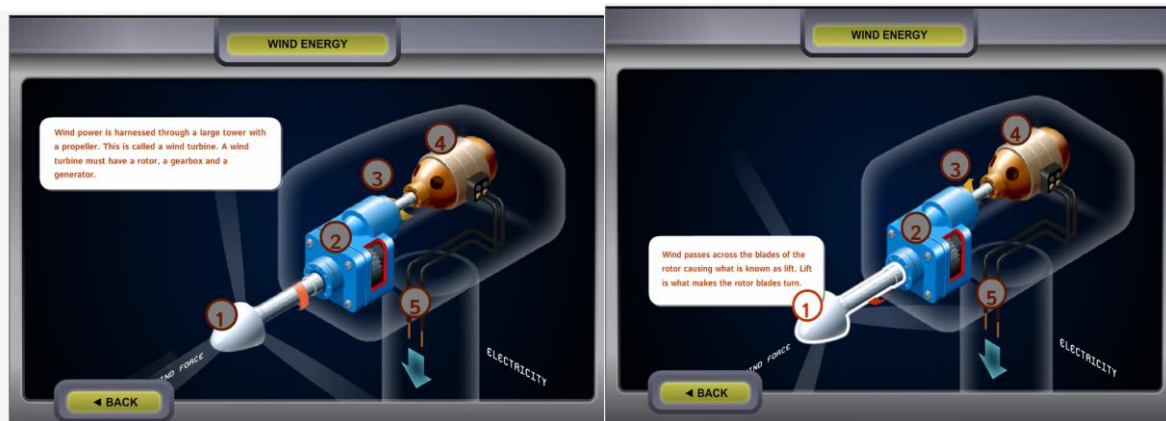 WIND ENERGY
Wind power is harnessed through a large tower with
a propeller. This is called a wind turbine. A wind
turbine must have a rotor, a gearbox and a
generator.
4
3
2
1
5
IND FORCE
ELECTRICITY
◄ BACK
WIND ENERGY
4
3
2
Wind passes across the blades of the
rotor causing what is known as lift. Lift
is what makes the rotor blades turn.
1
5
FORCE
ELECTRICITY
◄ BACK